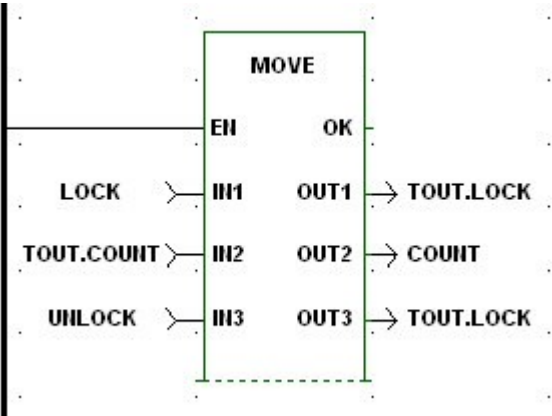 MOVE
EN OK
LOCK IN1 OUT1 TOUT.LOCK
TOUT.COUNT IN2 OUT2 COUNT
UNLOCK IN3 OUT3 TOUT.LOCK